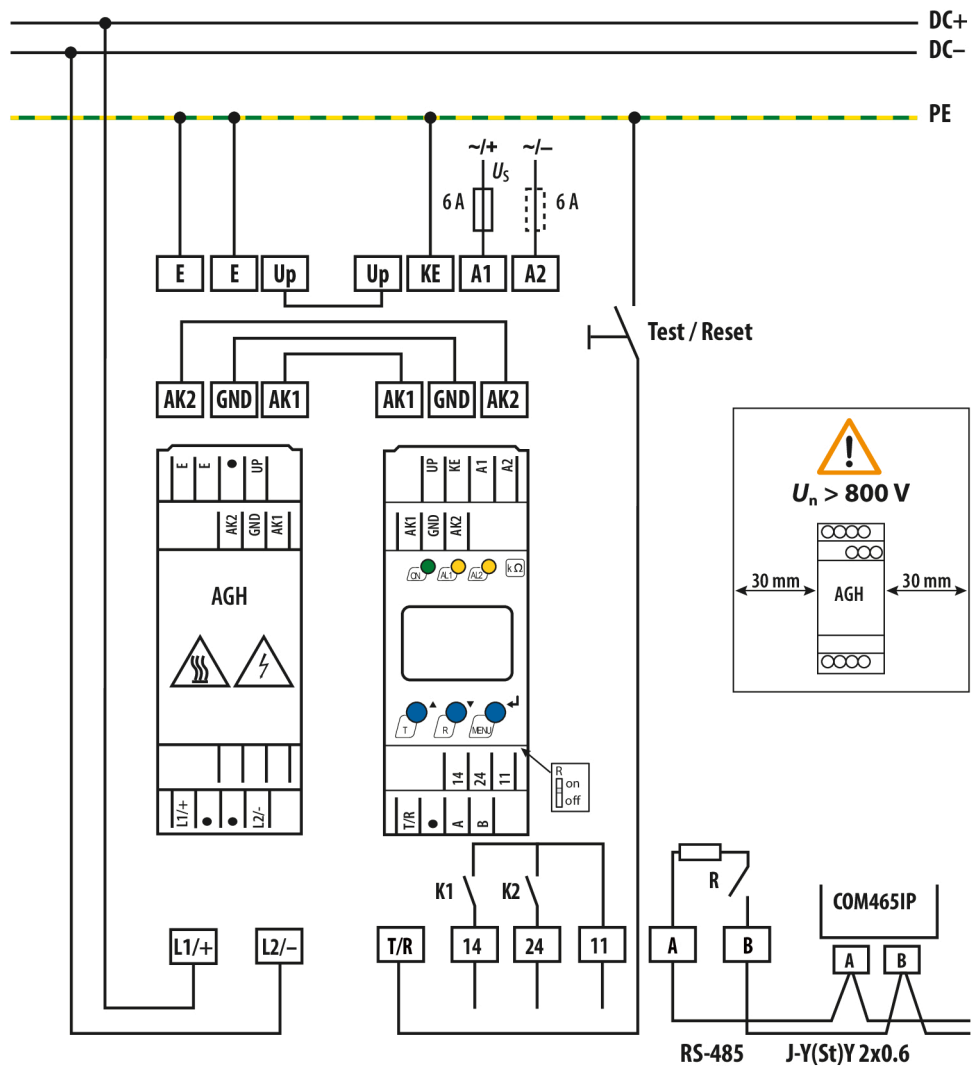 DC+
DC–
PE
~/+ ~/–
U_S
6 A 6 A
E E Up Up KE A1 A2
Test / Reset
AK2 GND AK1 AK1 GND AK2
E E UP
AK2 GND AK1
UP KE A1 A2
AK1 GND AK2
Un > 800 V
ON AL1 AL2 kΩ
AGH
30 mm AGH 30 mm
T R MENU
14 24 11
R
on
off
L1/+ L2/-
T/R A B
K1 K2
R
COM465IP
L1/+ L2/– T/R 14 24 11 A B
A B
RS-485 J-Y(St)Y 2x0.6